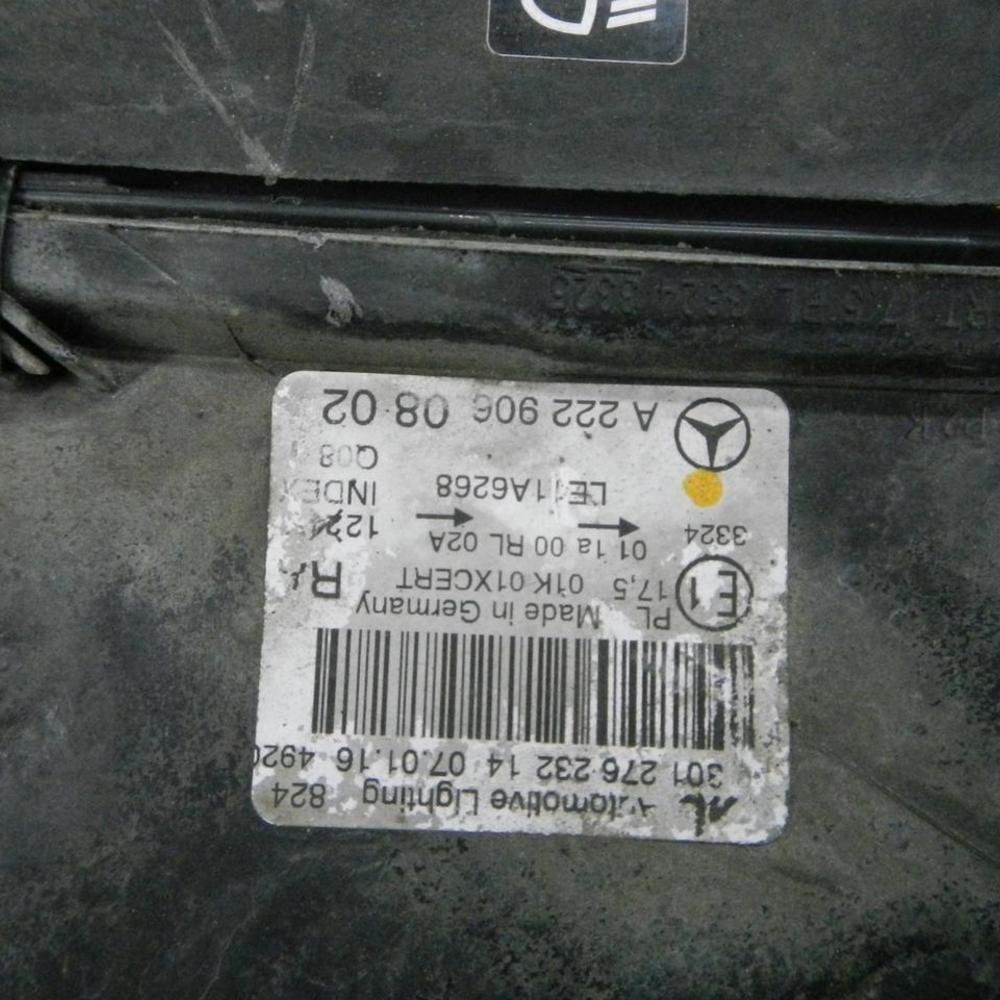 Automotive Lighting 824
301 276 232 14 07.01.16 4920
PL Made in Germany
E1 17,5 01K 01XCERT
01 1a 00 RL 02A
3324
LE11A6268 INDEX
Q08
A 222 906 08 02